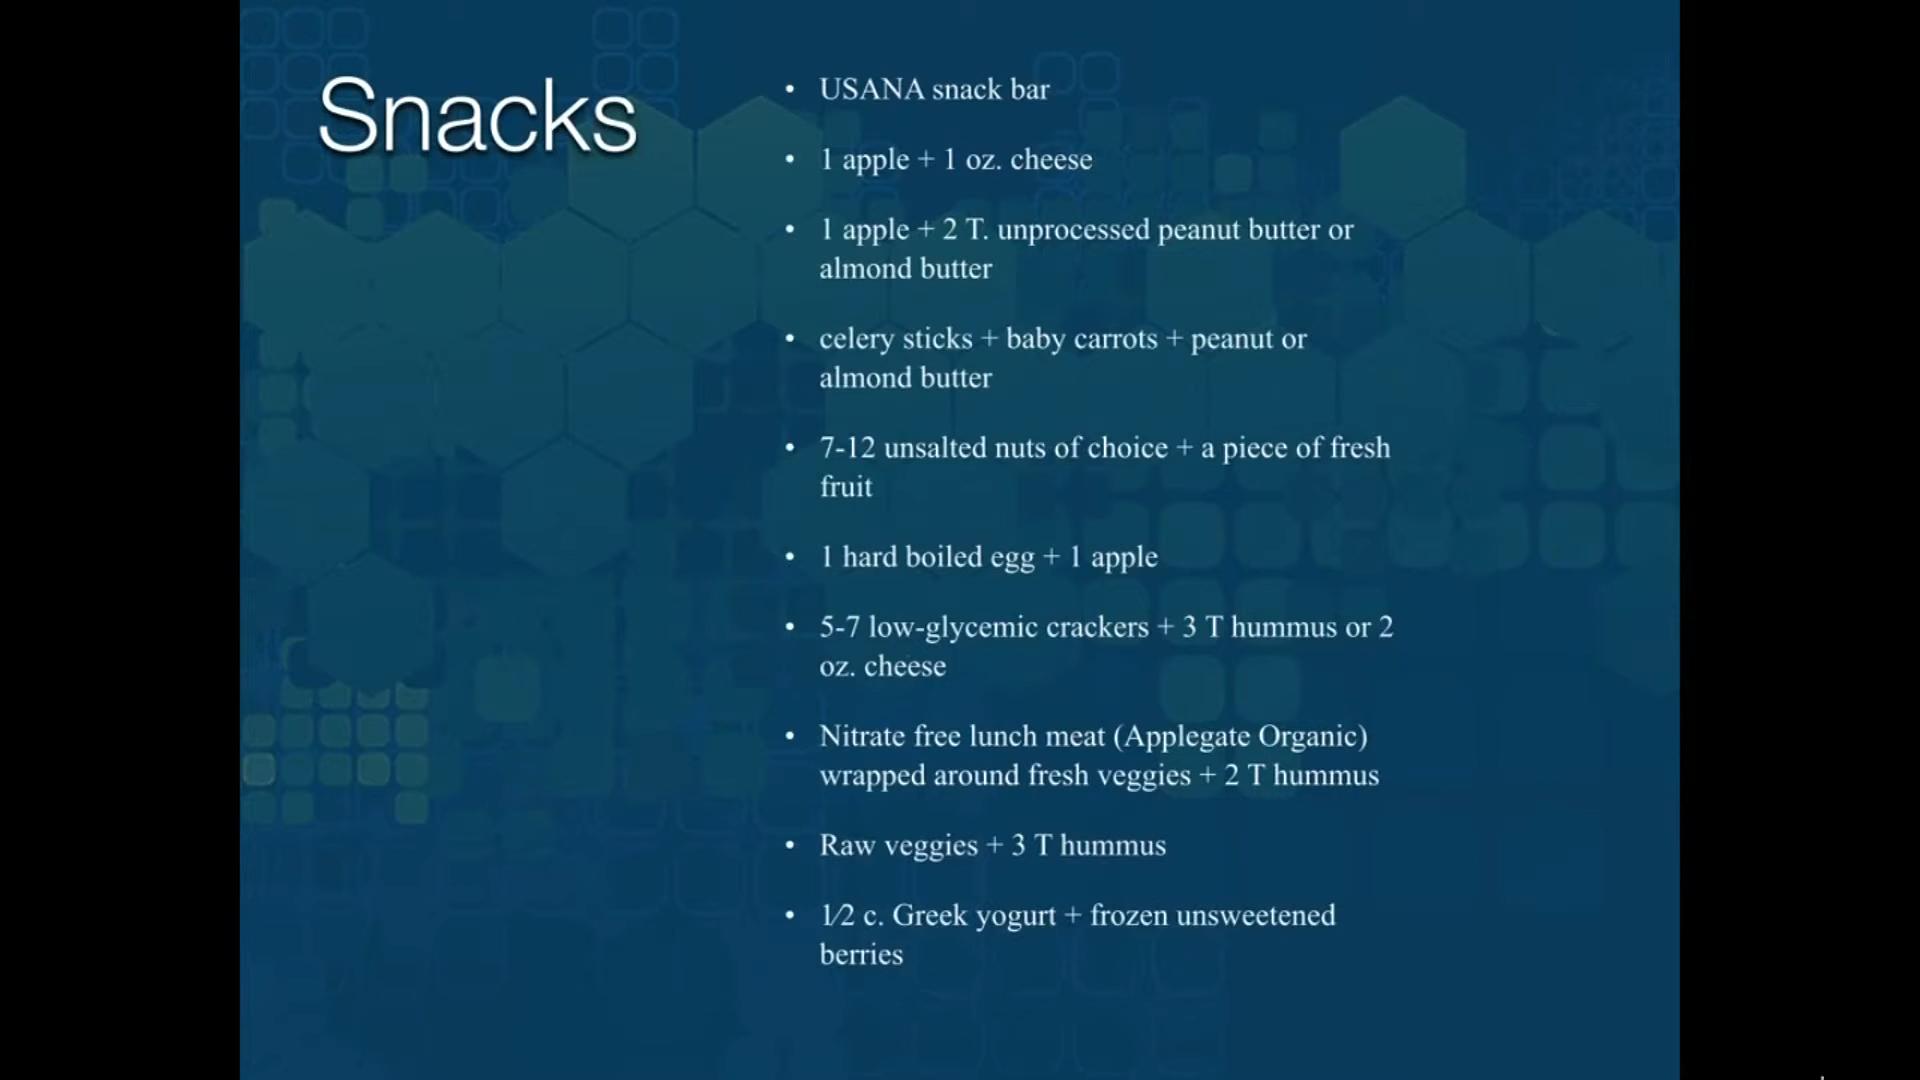 Snacks
• USANA snack bar
• 1 apple + 1 oz. cheese
• 1 apple + 2 T. unprocessed peanut butter or
almond butter
• celery sticks + baby carrots + peanut or
almond butter
• 7-12 unsalted nuts of choice + a piece of fresh
fruit
• 1 hard boiled egg + 1 apple
• 5-7 low-glycemic crackers + 3 T hummus or 2
oz. cheese
• Nitrate free lunch meat (Applegate Organic)
wrapped around fresh veggies + 2 T hummus
• Raw veggies + 3 T hummus
• 1⁄2 c. Greek yogurt + frozen unsweetened
berries